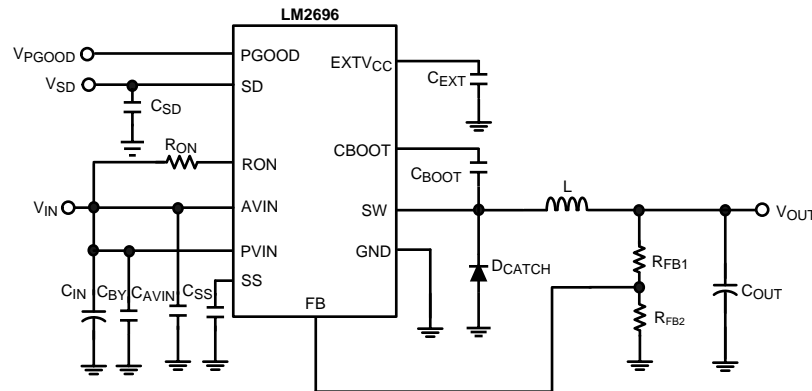 LM2696
VPGOOD
PGOOD
EXTVCC
CEXT
VSD
SD
CSD
RON
RON
CBOOT
CBOOT
L
VIN
AVIN
SW
VOUT
PVIN
GND
DCATCH
RFB1
CIN
CBY
CAVIN
CSS
SS
FB
COUT
RFB2